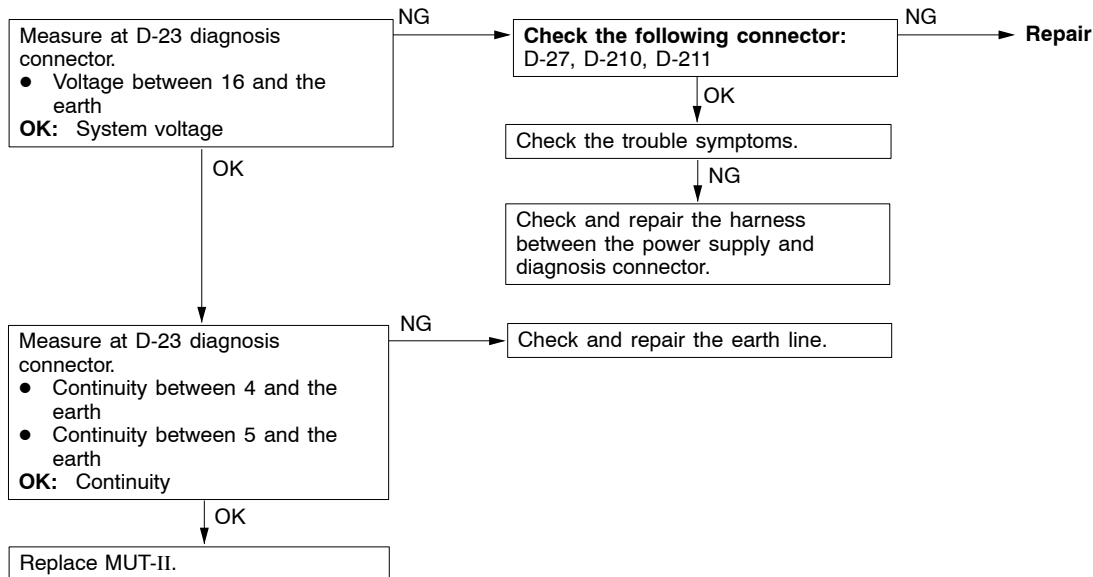 Measure at D-23 diagnosis
connector.
● Voltage between 16 and the
earth
OK: System voltage
NG
Check the following connector:
D-27, D-210, D-211
NG
Repair
OK
Check the trouble symptoms.
NG
Check and repair the harness
between the power supply and
diagnosis connector.
OK
Measure at D-23 diagnosis
connector.
● Continuity between 4 and the
earth
● Continuity between 5 and the
earth
OK: Continuity
NG
Check and repair the earth line.
OK
Replace MUT-II.